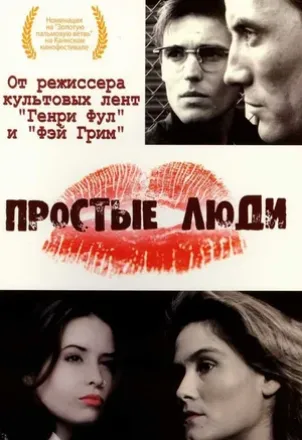 Номинация
на "Золотую
пальмовую ветвь"
на Каннском
кинофестивале
От режиссера
культовых лент
"Генри Фул"
и "Фэй Грим"
ПРОСТЫЕ ЛЮДИ